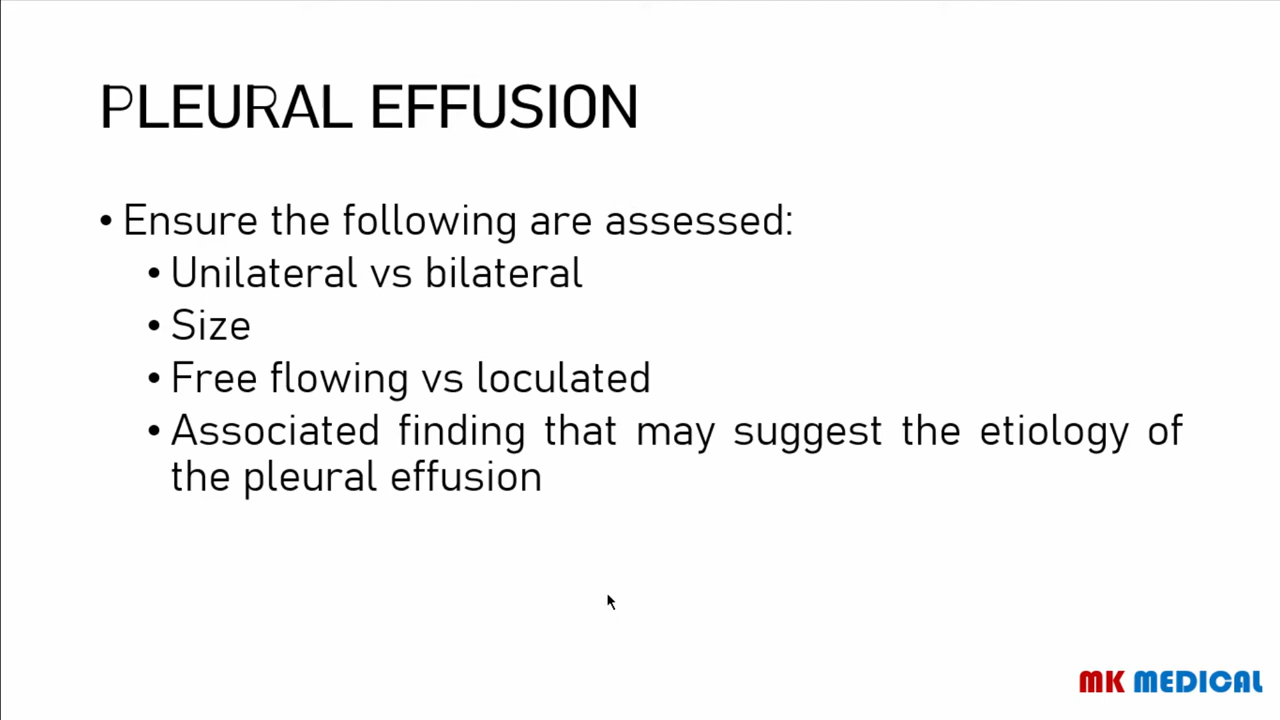 PLEURAL EFFUSION
• Ensure the following are assessed:
• Unilateral vs bilateral
• Size
• Free flowing vs loculated
• Associated finding that may suggest the etiology of
the pleural effusion
MK MEDICAL